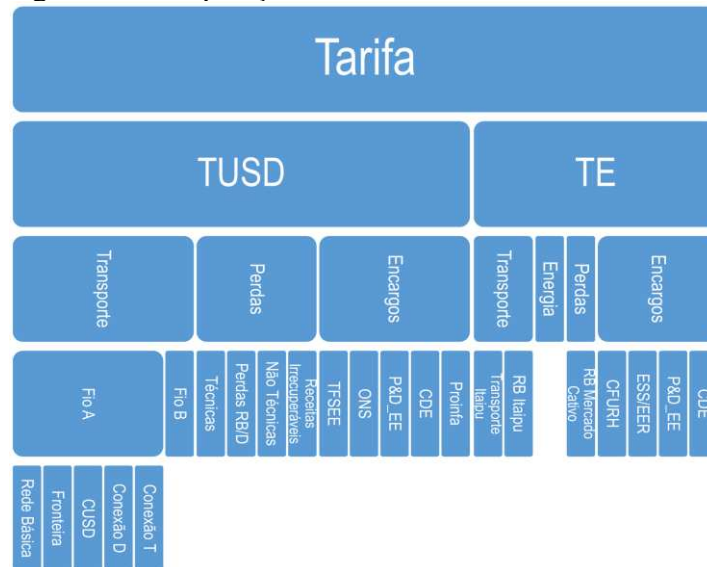 Tarifa
TUSD
TE
Transporte
Perdas
Encargos
Transporte
Energia
Perdas
Encargos
Fio A
Fio B
Técnicas
Perdas RB/D
Não Técnicas
Receitas
Irrecuperáveis
TFSEE
ONS
P&D_EE
CDE
Proinfa
Transporte
Itaipu
RB Itaipu
RB Mercado
Cativo
CFURH
ESS/EER
P&D_EE
CDE
Rede Básica
Fronteira
CUSD
Conexão D
Conexão T